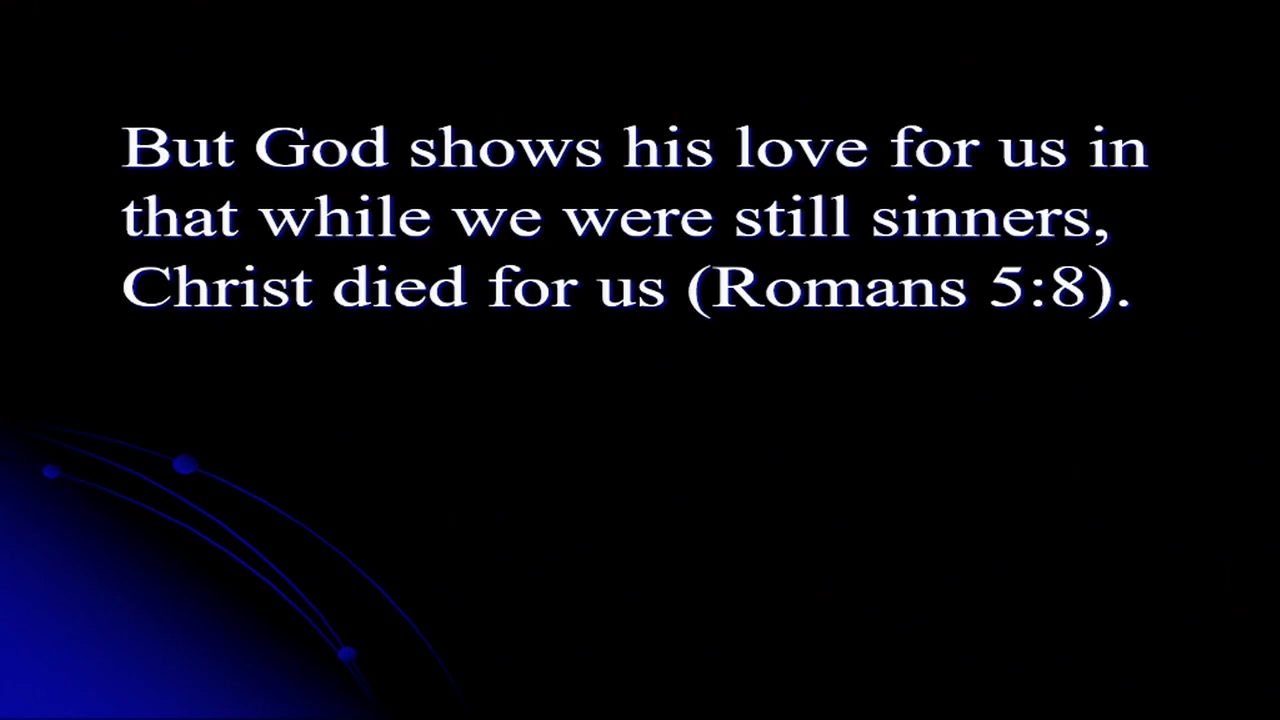 But God shows his love for us in
that while we were still sinners,
Christ died for us (Romans 5:8).